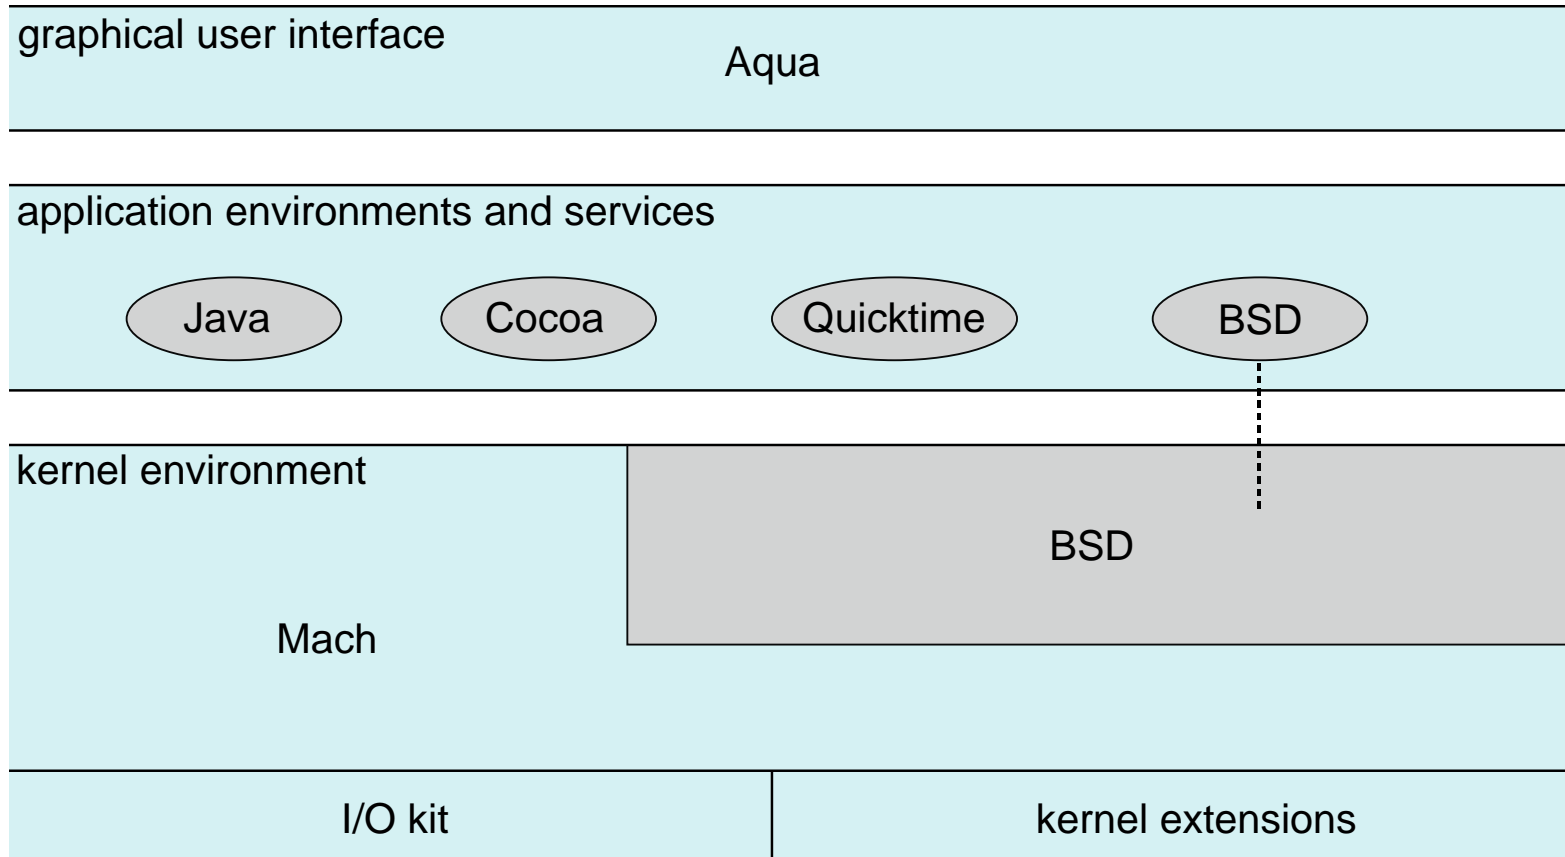 graphical user interface
Aqua
application environments and services
Java
Cocoa
Quicktime
BSD
kernel environment
BSD
Mach
I/O kit
kernel extensions